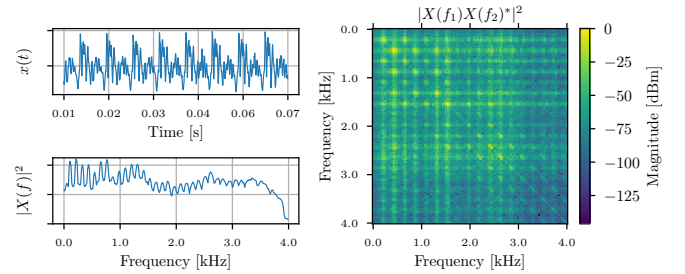 x(t)
0.01 0.02 0.03 0.04 0.05 0.06 0.07
Time [s]
|X(f)|²
0.0 1.0 2.0 3.0 4.0
Frequency [kHz]
|X(f₁)X(f₂)*|²
Frequency [kHz]
0.0
1.0
2.0
3.0
4.0
0.0 1.0 2.0 3.0 4.0
Frequency [kHz]
0
−25
−50
−75
−100
−125
Magnitude [dBm]